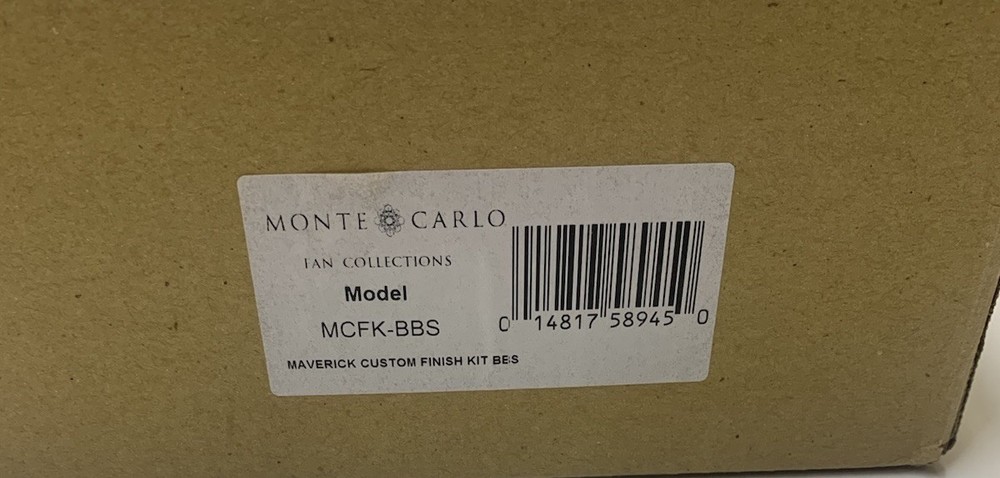 MONTE CARLO
FAN COLLECTIONS
Model
MCFK-BBS
MAVERICK CUSTOM FINISH KIT BBS
0 14817 58945 0